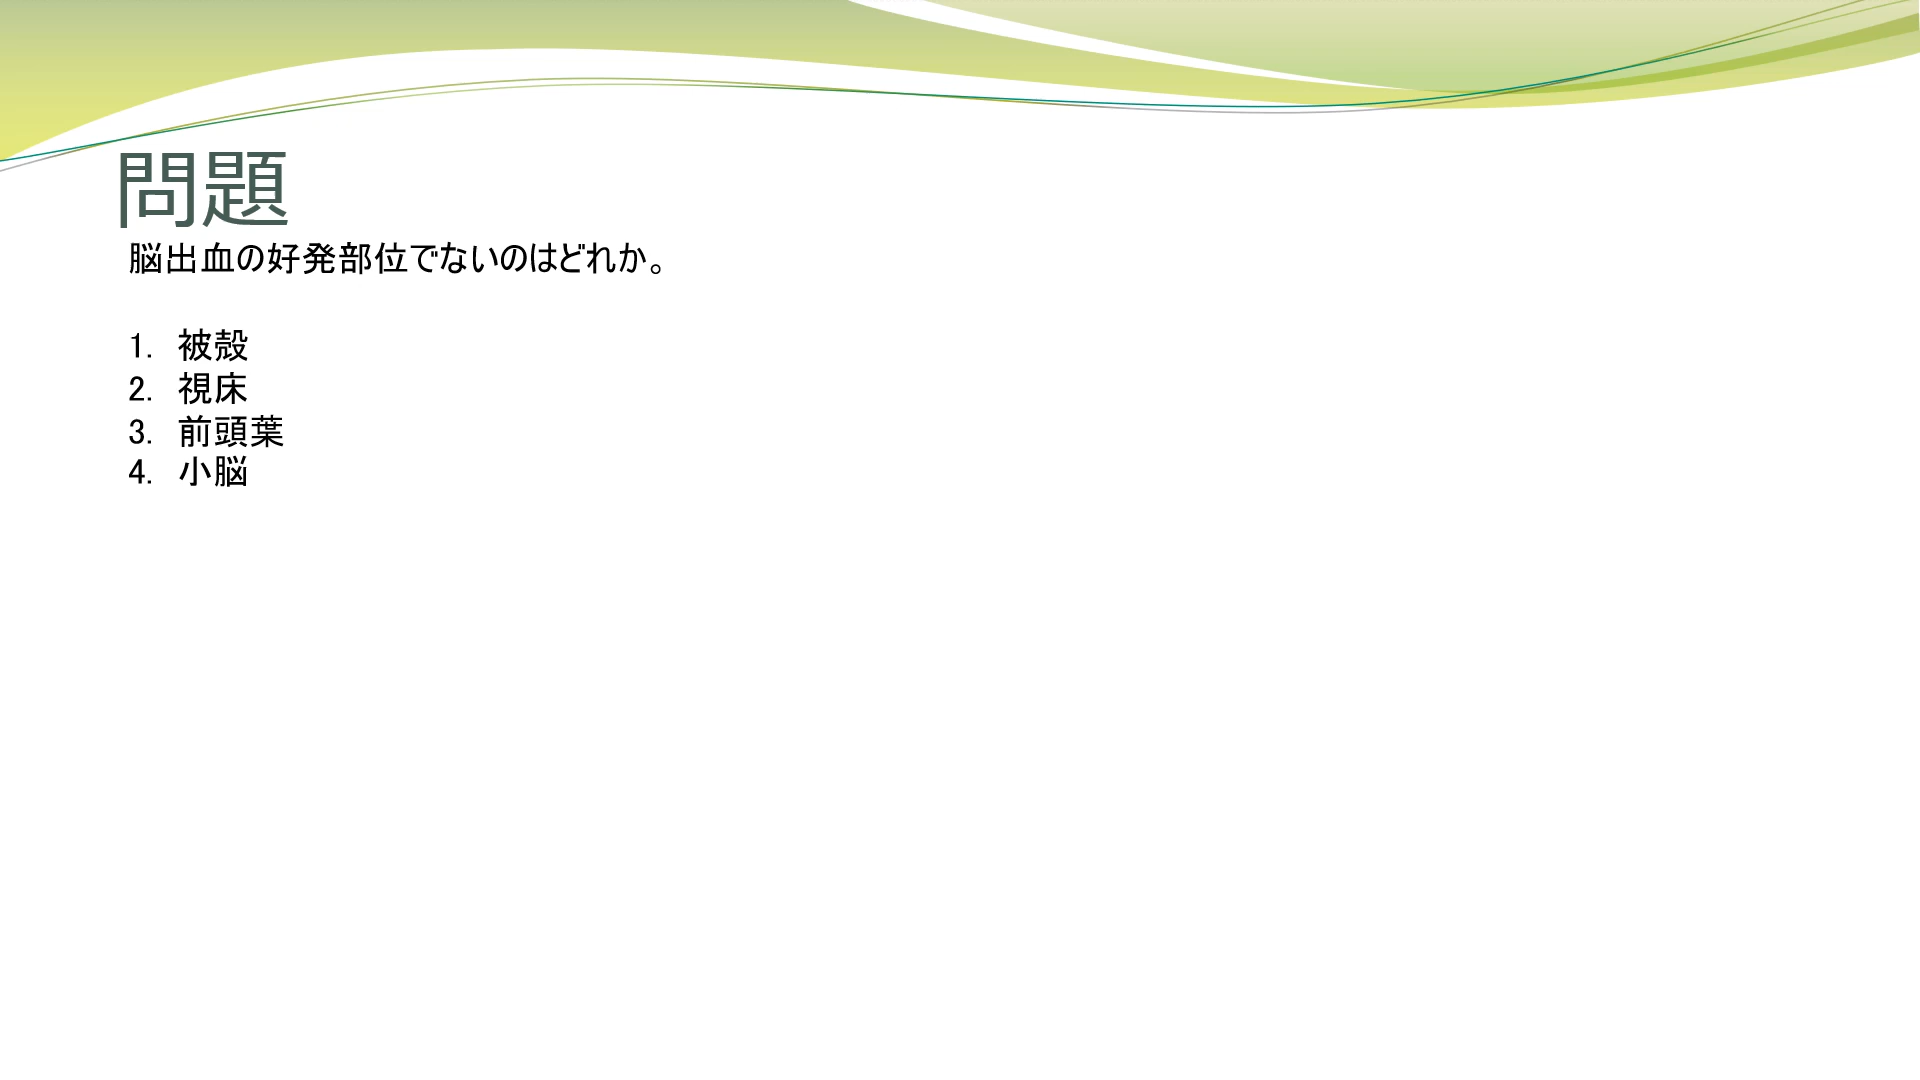 問題
脳出血の好発部位でないのはどれか。
1. 被殻
2. 視床
3. 前頭葉
4. 小脳